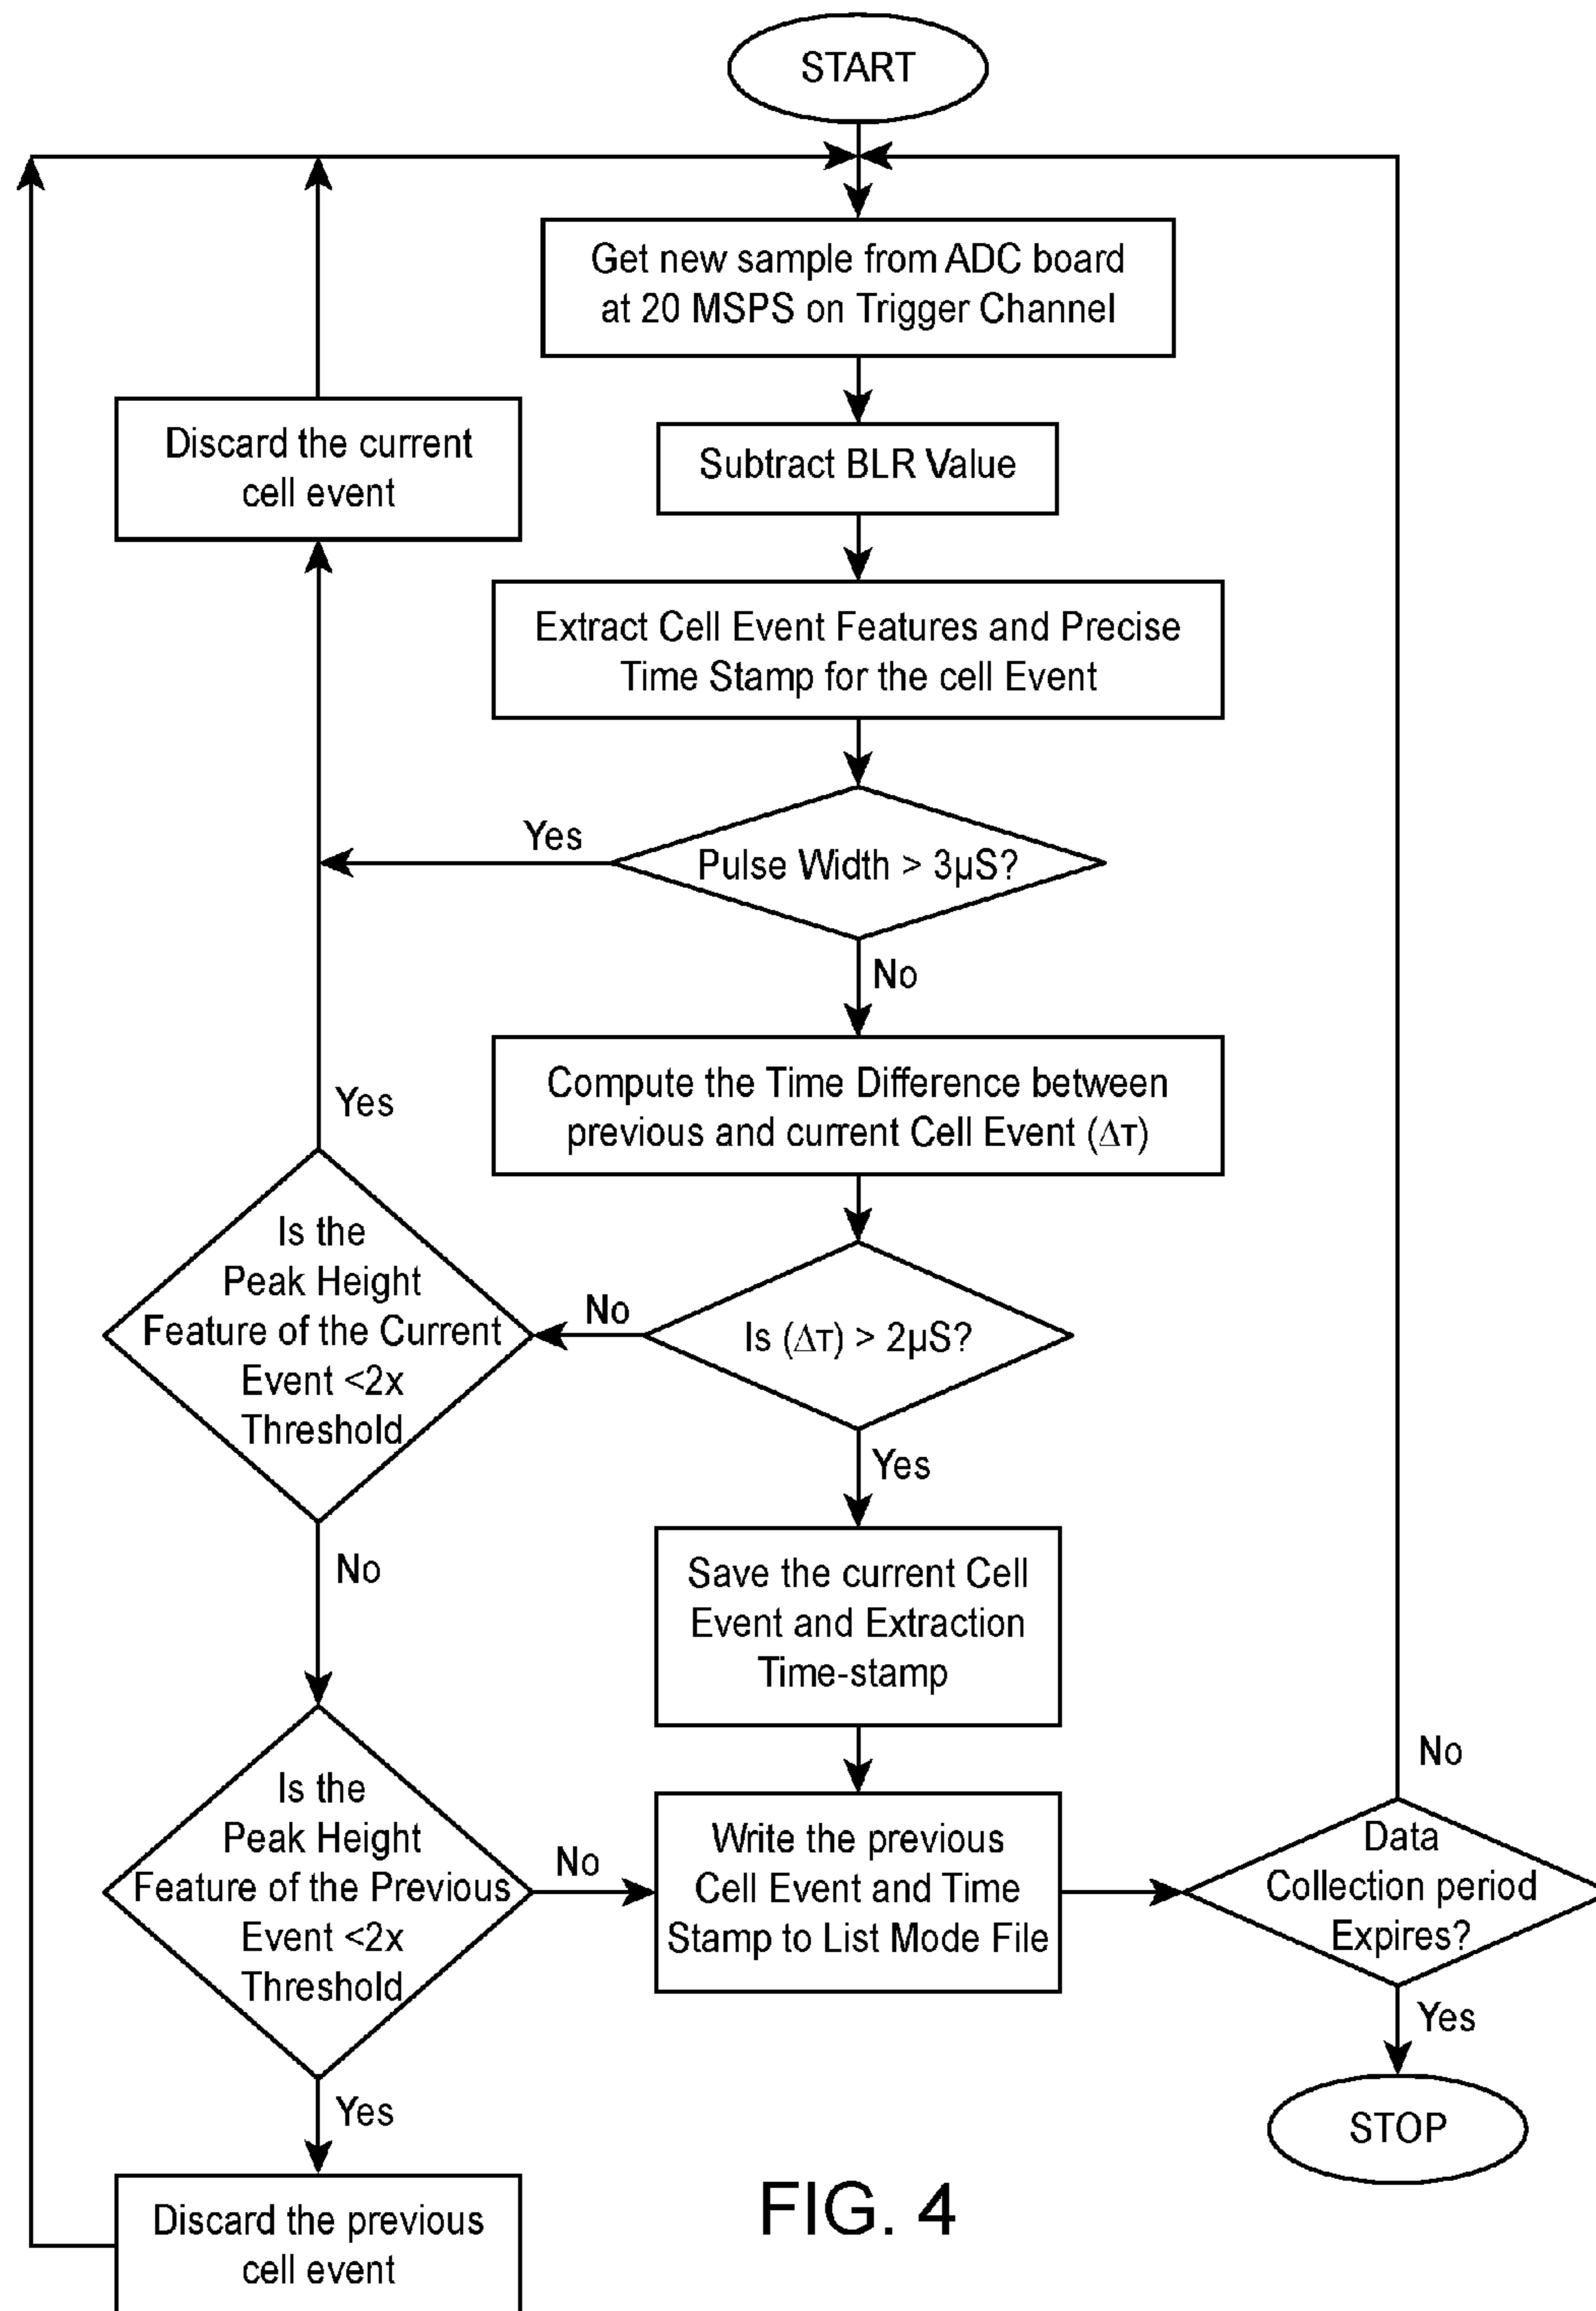 START
Get new sample from ADC board
at 20 MSPS on Trigger Channel
Discard the current
cell event
Subtract BLR Value
Extract Cell Event Features and Precise
Time Stamp for the cell Event
Yes
Pulse Width > 3µS?
No
Compute the Time Difference between
previous and current Cell Event (Δτ)
Yes
Is the
Peak Height
Feature of the Current
Event <2x
Threshold
No
Is (Δτ) > 2µS?
Yes
No
Save the current Cell
Event and Extraction
Time-stamp
Is the
Peak Height
Feature of the Previous
Event <2x
Threshold
No
Write the previous
Cell Event and Time
Stamp to List Mode File
No
Data
Collection period
Expires?
Yes
STOP
Yes
Discard the previous
cell event
FIG. 4